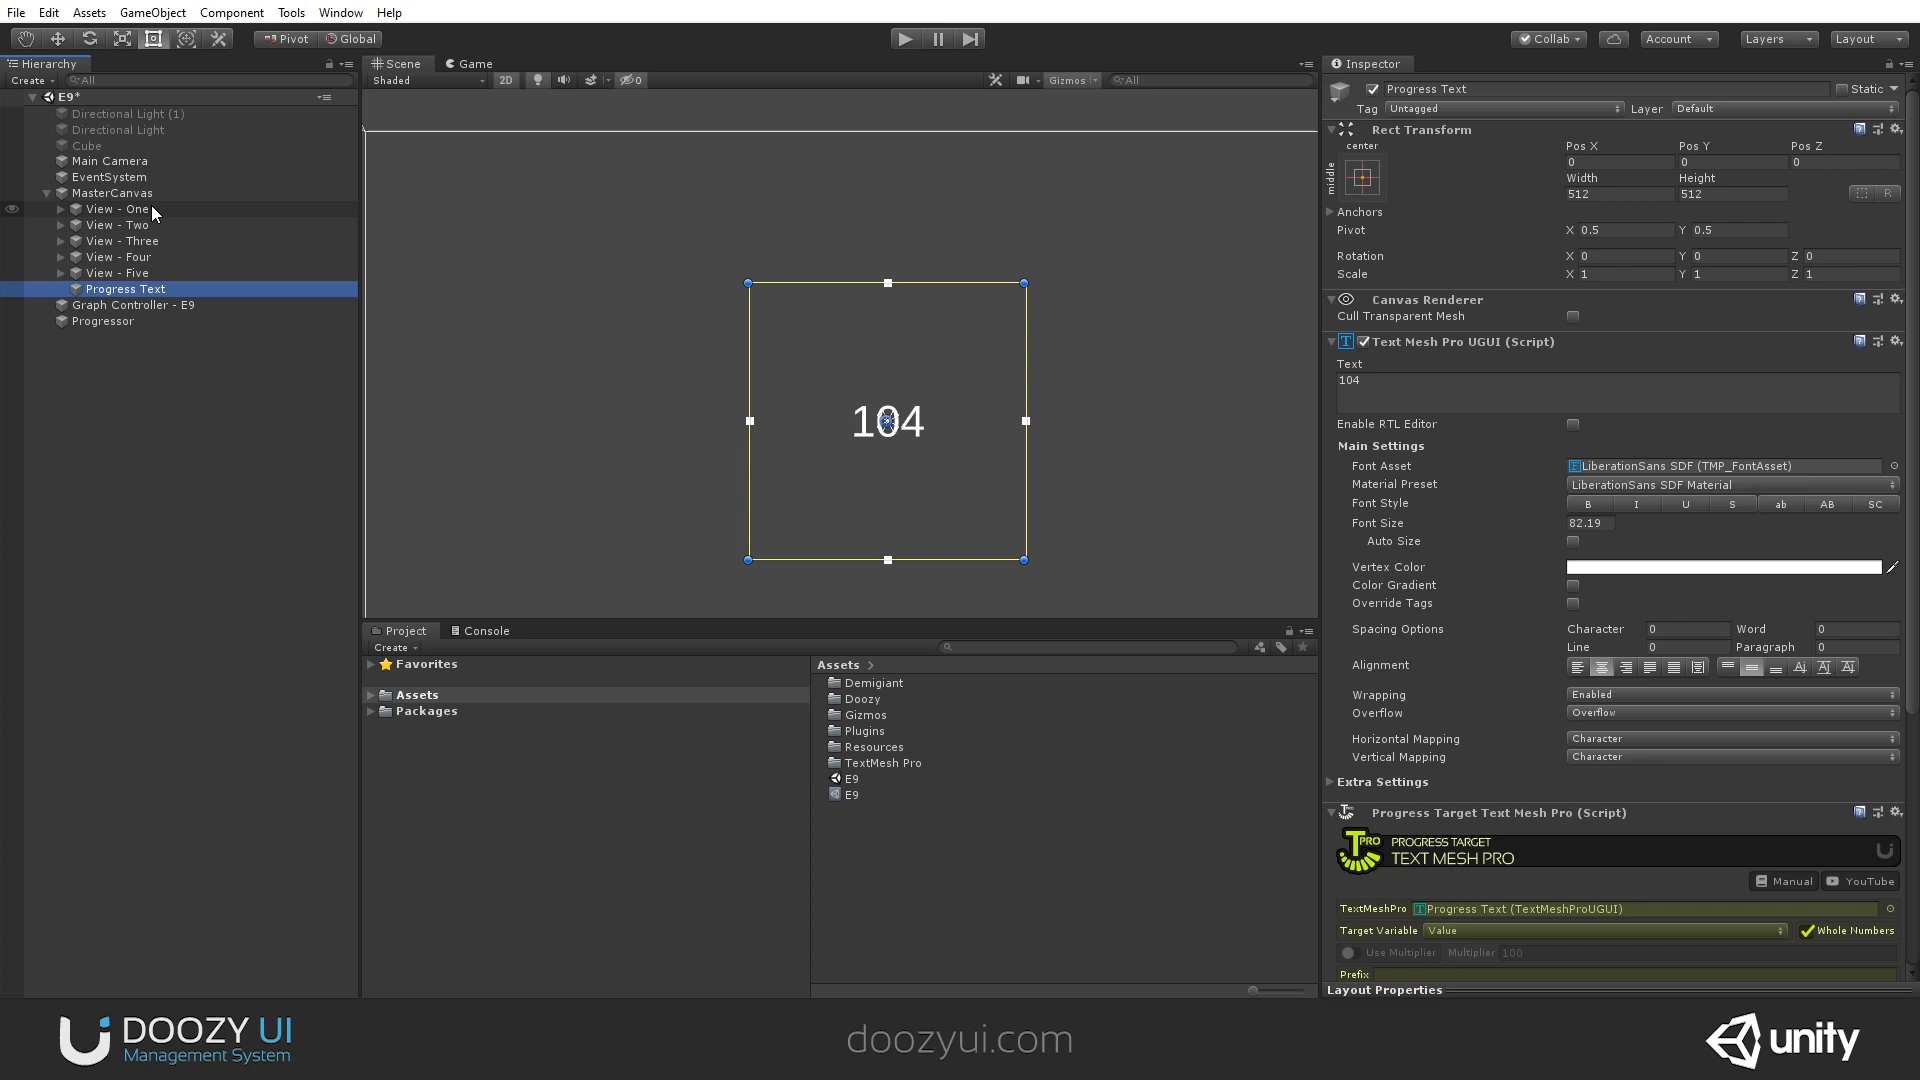 File Edit Assets GameObject Component Tools Window Help
Pivot Global
Collab Account Layers Layout
Hierarchy
Create All
E9*
Directional Light (1)
Directional Light
Cube
Main Camera
EventSystem
MasterCanvas
View - One
View - Two
View - Three
View - Four
View - Five
Progress Text
Graph Controller - E9
Progressor
Scene Game
Shaded 2D 0 Gizmos All
104
Project Console
Create
Favorites
Assets
Packages
Assets
Demigiant
Doozy
Gizmos
Plugins
Resources
TextMesh Pro
E9
E9
Inspector
Progress Text Static
Tag Untagged Layer Default
Rect Transform
center
middle
Pos X Pos Y Pos Z
0 0 0
Width Height
512 512 R
Anchors
Pivot X 0.5 Y 0.5
Rotation X 0 Y 0 Z 0
Scale X 1 Y 1 Z 1
Canvas Renderer
Cull Transparent Mesh
Text Mesh Pro UGUI (Script)
Text
104
Enable RTL Editor
Main Settings
Font Asset LiberationSans SDF (TMP_FontAsset)
Material Preset LiberationSans SDF Material
Font Style B I U S ab AB SC
Font Size 82.19
Auto Size
Vertex Color
Color Gradient
Override Tags
Spacing Options Character 0 Word 0
Line 0 Paragraph 0
Alignment
Wrapping Enabled
Overflow Overflow
Horizontal Mapping Character
Vertical Mapping Character
Extra Settings
Progress Target Text Mesh Pro (Script)
T PRO PROGRESS TARGET
TEXT MESH PRO
Manual YouTube
TextMeshPro Progress Text (TextMeshProUGUI)
Target Variable Value Whole Numbers
Use Multiplier Multiplier 100
Prefix
Layout Properties
DOOZY UI
Management System
doozyui.com
unity